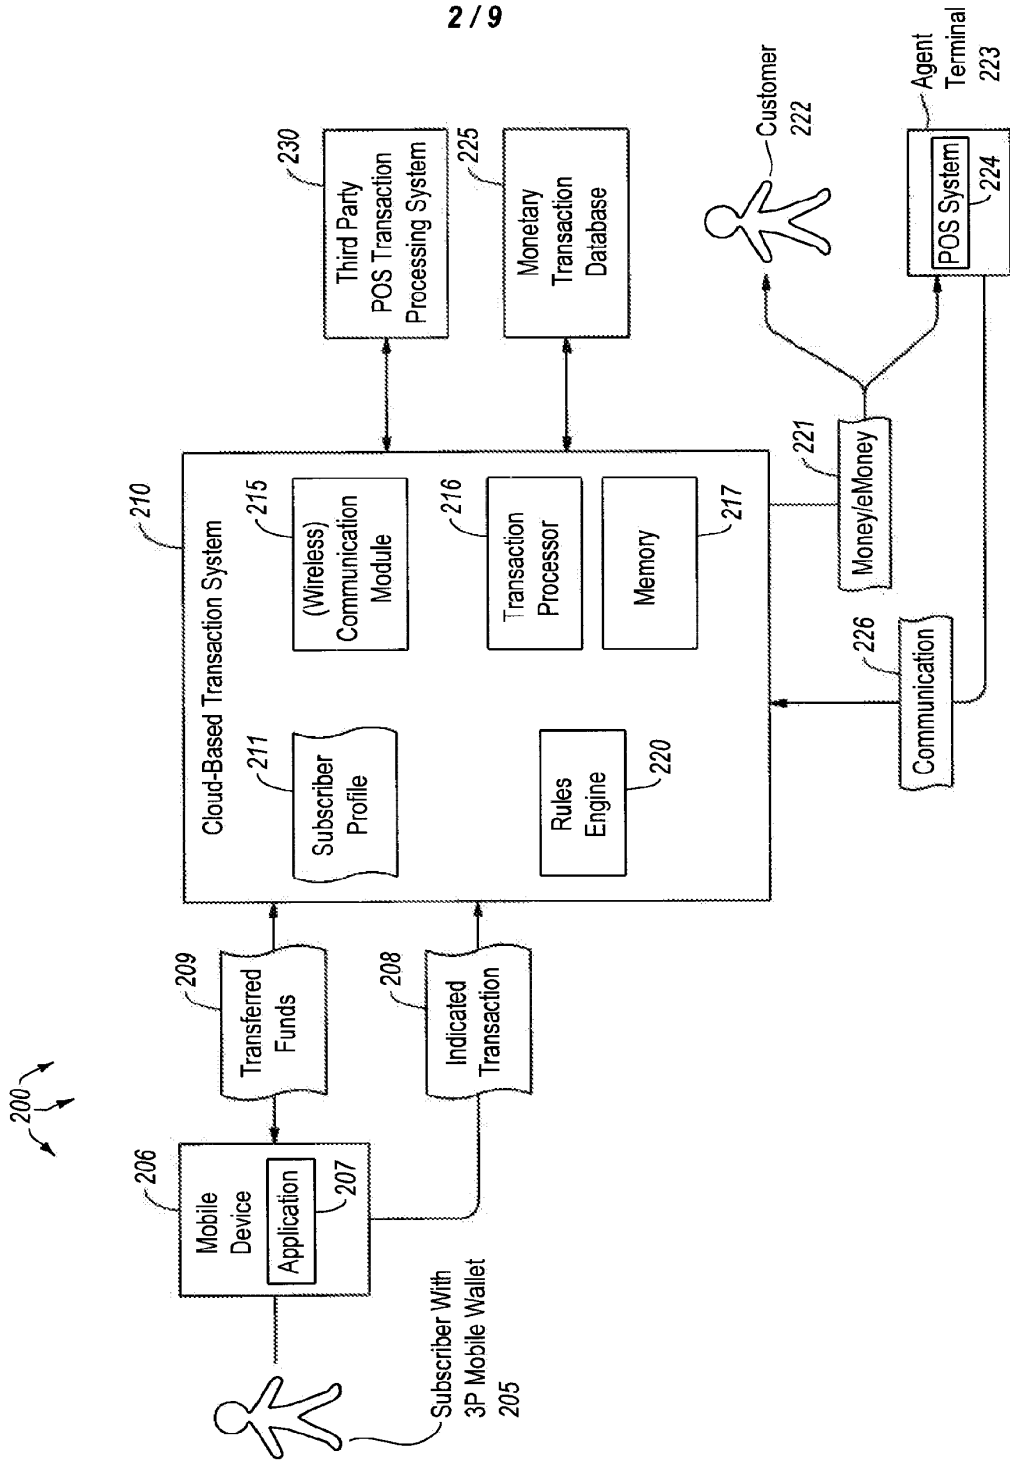 2 / 9
200
Subscriber With
3P Mobile Wallet
205
206
Mobile
Device
Application
207
209
Transferred
Funds
208
Indicated
Transaction
210
Cloud-Based Transaction System
211
Subscriber
Profile
215
(Wireless)
Communication
Module
216
Transaction
Processor
217
Memory
220
Rules
Engine
230
Third Party
POS Transaction
Processing System
225
Monetary
Transaction
Database
226
Communication
221
Money/eMoney
Customer
222
Agent
Terminal
223
POS System
224